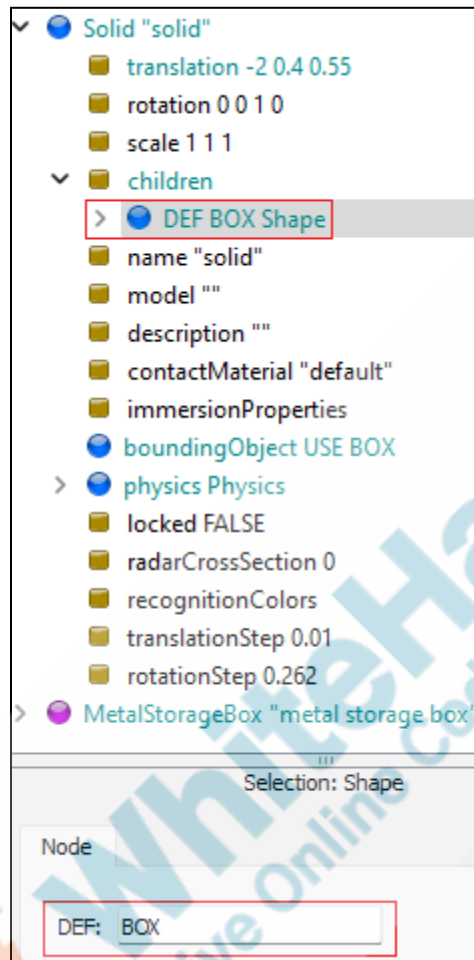 Solid "solid"
translation -2 0.4 0.55
rotation 0 0 1 0
scale 1 1 1
children
DEF BOX Shape
name "solid"
model ""
description ""
contactMaterial "default"
immersionProperties
boundingObject USE BOX
physics Physics
locked FALSE
radarCrossSection 0
recognitionColors
translationStep 0.01
rotationStep 0.262
MetalStorageBox "metal storage box"
Selection: Shape
Node
DEF: BOX